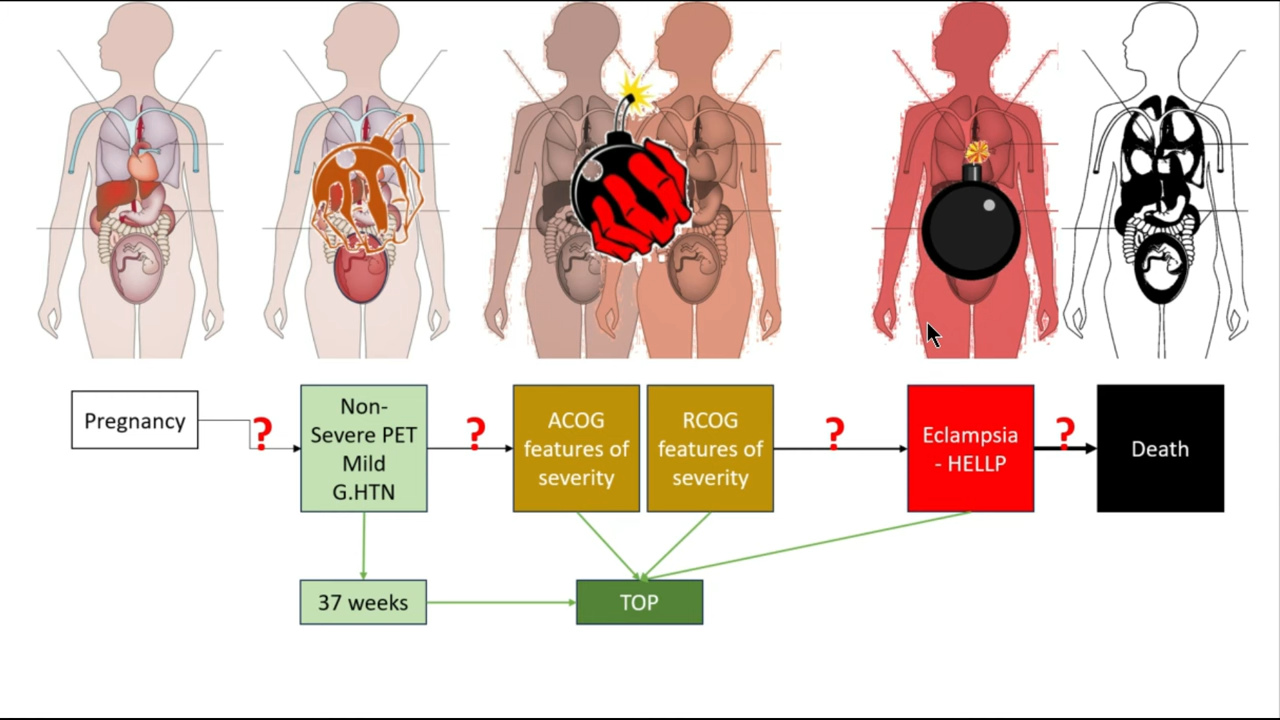 Pregnancy
?
Non-
Severe PET
Mild
G.HTN
?
ACOG
features of
severity
RCOG
features of
severity
?
Eclampsia
- HELLP
?
Death
37 weeks
TOP